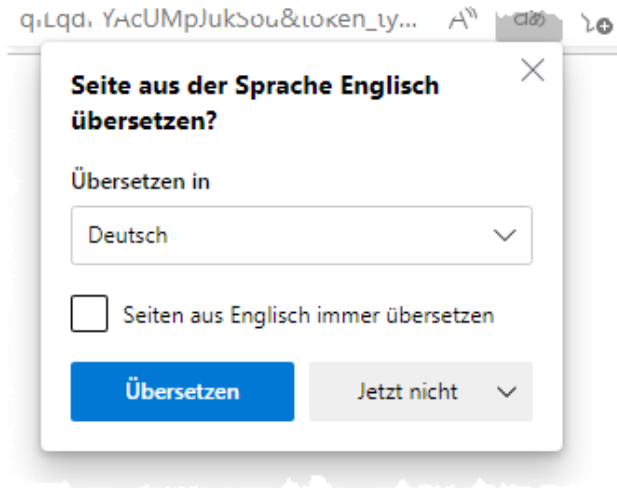 Seite aus der Sprache Englisch
übersetzen?
Übersetzen in
Deutsch
Seiten aus Englisch immer übersetzen
Übersetzen
Jetzt nicht